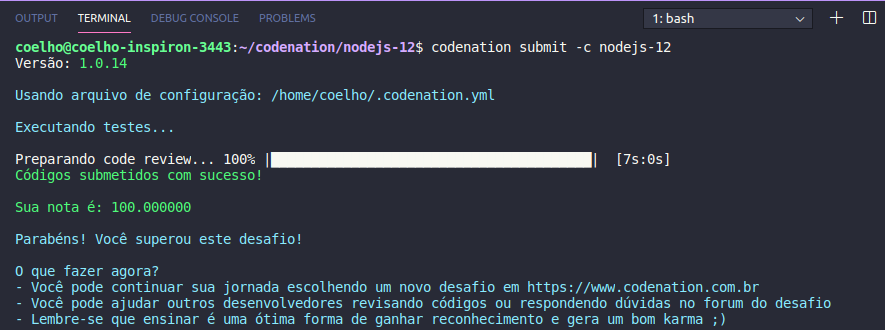 OUTPUT TERMINAL DEBUG CONSOLE PROBLEMS 1: bash
coelho@coelho-inspiron-3443:~/codenation/nodejs-12$ codenation submit -c nodejs-12
Versão: 1.0.14
Usando arquivo de configuração: /home/coelho/.codenation.yml
Executando testes...
Preparando code review... 100% |████████████████████████████████████████| [7s:0s]
Códigos submetidos com sucesso!
Sua nota é: 100.000000
Parabéns! Você superou este desafio!
O que fazer agora?
- Você pode continuar sua jornada escolhendo um novo desafio em https://www.codenation.com.br
- Você pode ajudar outros desenvolvedores revisando códigos ou respondendo dúvidas no forum do desafio
- Lembre-se que ensinar é uma ótima forma de ganhar reconhecimento e gera um bom karma ;)